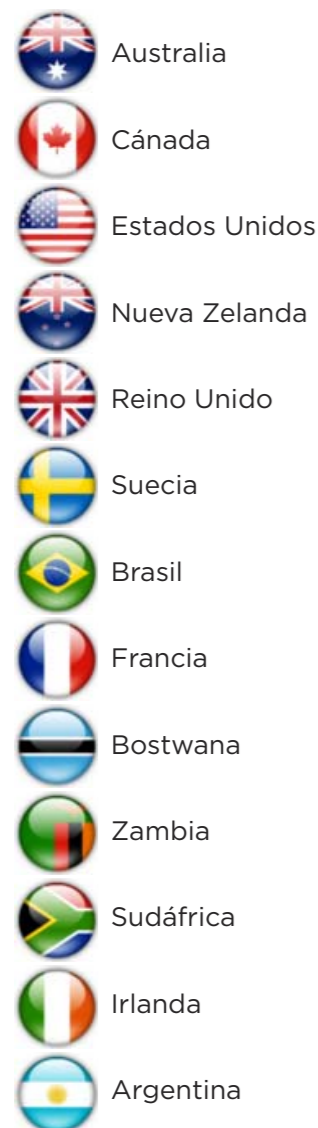 Australia
Cánada
Estados Unidos
Nueva Zelanda
Reino Unido
Suecia
Brasil
Francia
Bostwana
Zambia
Sudáfrica
Irlanda
Argentina